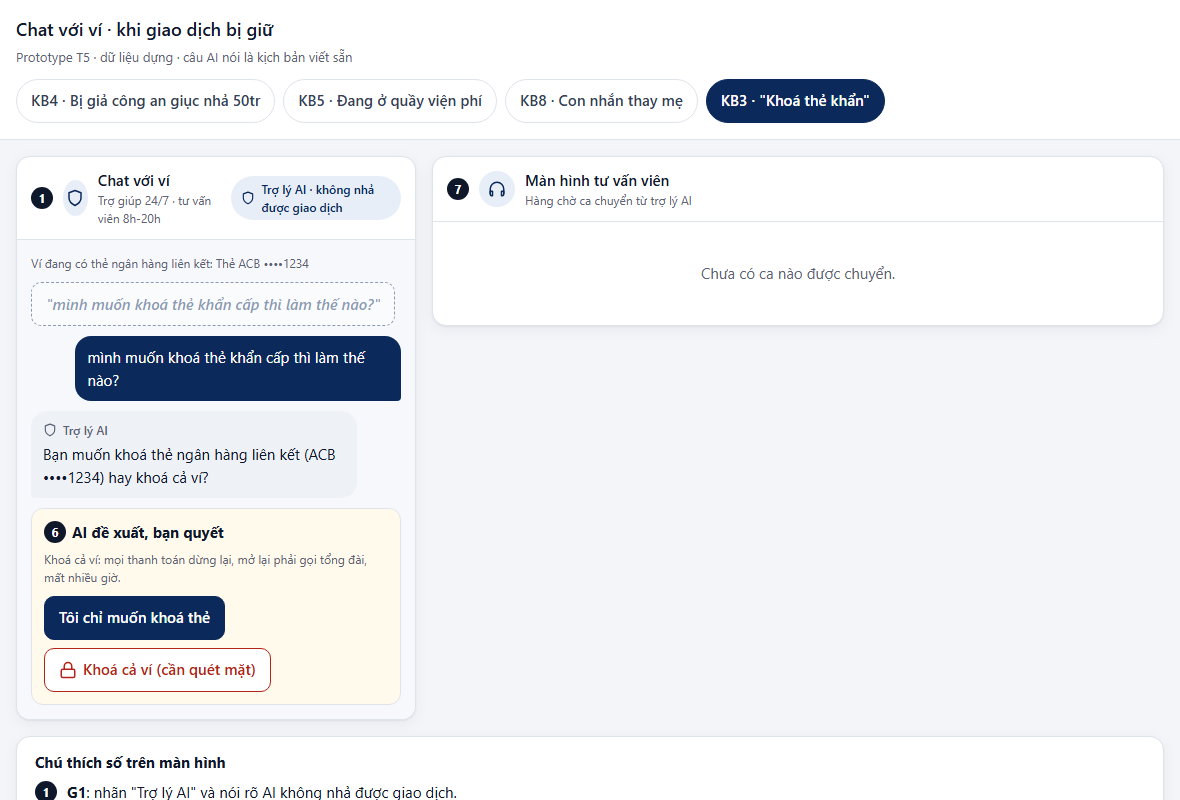 Chat với ví · khi giao dịch bị giữ
Prototype T5 · dữ liệu dựng · câu AI nói là kịch bản viết sẵn
KB4 · Bị giả công an giục nhả 50tr
KB5 · Đang ở quầy viện phí
KB8 · Con nhắn thay mẹ
KB3 · "Khoá thẻ khẩn"
1
Chat với ví
Trợ giúp 24/7 · tư vấn
viên 8h-20h
Trợ lý AI · không nhả
được giao dịch
Ví đang có thẻ ngân hàng liên kết: Thẻ ACB ••••1234
"mình muốn khoá thẻ khẩn cấp thì làm thế nào?"
mình muốn khoá thẻ khẩn cấp thì làm thế
nào?
Trợ lý AI
Bạn muốn khoá thẻ ngân hàng liên kết (ACB
••••1234) hay khoá cả ví?
6 AI đề xuất, bạn quyết
Khoá cả ví: mọi thanh toán dừng lại, mở lại phải gọi tổng đài,
mất nhiều giờ.
Tôi chỉ muốn khoá thẻ
Khoá cả ví (cần quét mặt)
7
Màn hình tư vấn viên
Hàng chờ ca chuyển từ trợ lý AI
Chưa có ca nào được chuyển.
Chú thích số trên màn hình
1 G1: nhãn "Trợ lý AI" và nói rõ AI không nhả được giao dịch.